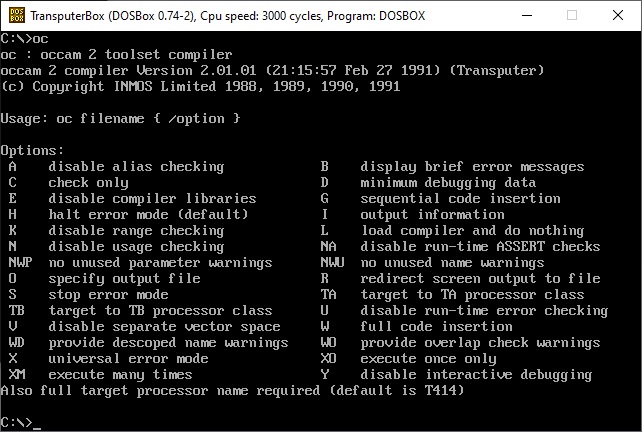 DOS
BOX
TransputerBox (DOSBox 0.74-2), Cpu speed: 3000 cycles, Program: DOSBOX
C:\>oc
oc : occam 2 toolset compiler
occam 2 compiler Version 2.01.01 (21:15:57 Feb 27 1991) (Transputer)
(c) Copyright INMOS Limited 1988, 1989, 1990, 1991
Usage: oc filename { /option }
Options:
A disable alias checking B display brief error messages
C check only D minimum debugging data
E disable compiler libraries G sequential code insertion
H halt error mode (default) I output information
K disable range checking L load compiler and do nothing
N disable usage checking NA disable run-time ASSERT checks
NWP no unused parameter warnings NWU no unused name warnings
O specify output file R redirect screen output to file
S stop error mode TA target to TA processor class
TB target to TB processor class U disable run-time error checking
V disable separate vector space W full code insertion
WD provide descoped name warnings WO provide overlap check warnings
X universal error mode XO execute once only
XM execute many times Y disable interactive debugging
Also full target processor name required (default is T414)
C:\>_